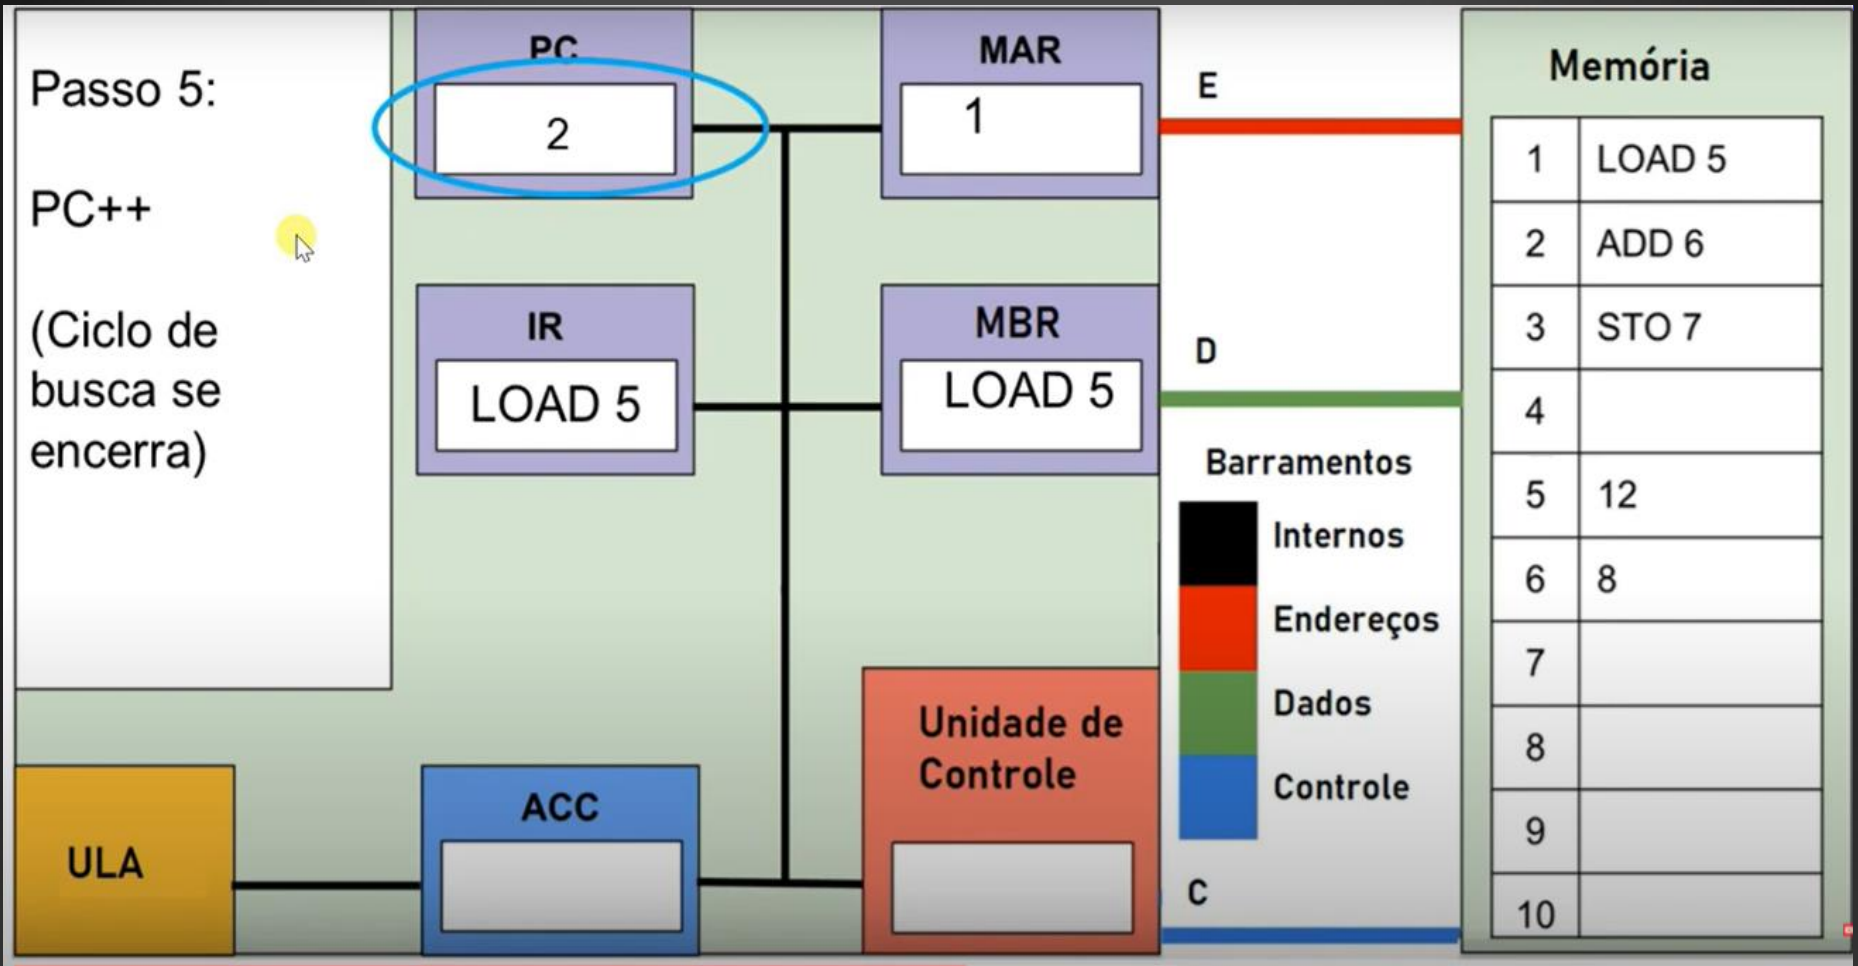 Passo 5:
PC++
(Ciclo de
busca se
encerra)
PC
2
MAR
1
IR
LOAD 5
MBR
LOAD 5
ULA
ACC
Unidade de
Controle
E
D
Barramentos
Internos
Endereços
Dados
Controle
C
Memória
1 LOAD 5
2 ADD 6
3 STO 7
4
5 12
6 8
7
8
9
10